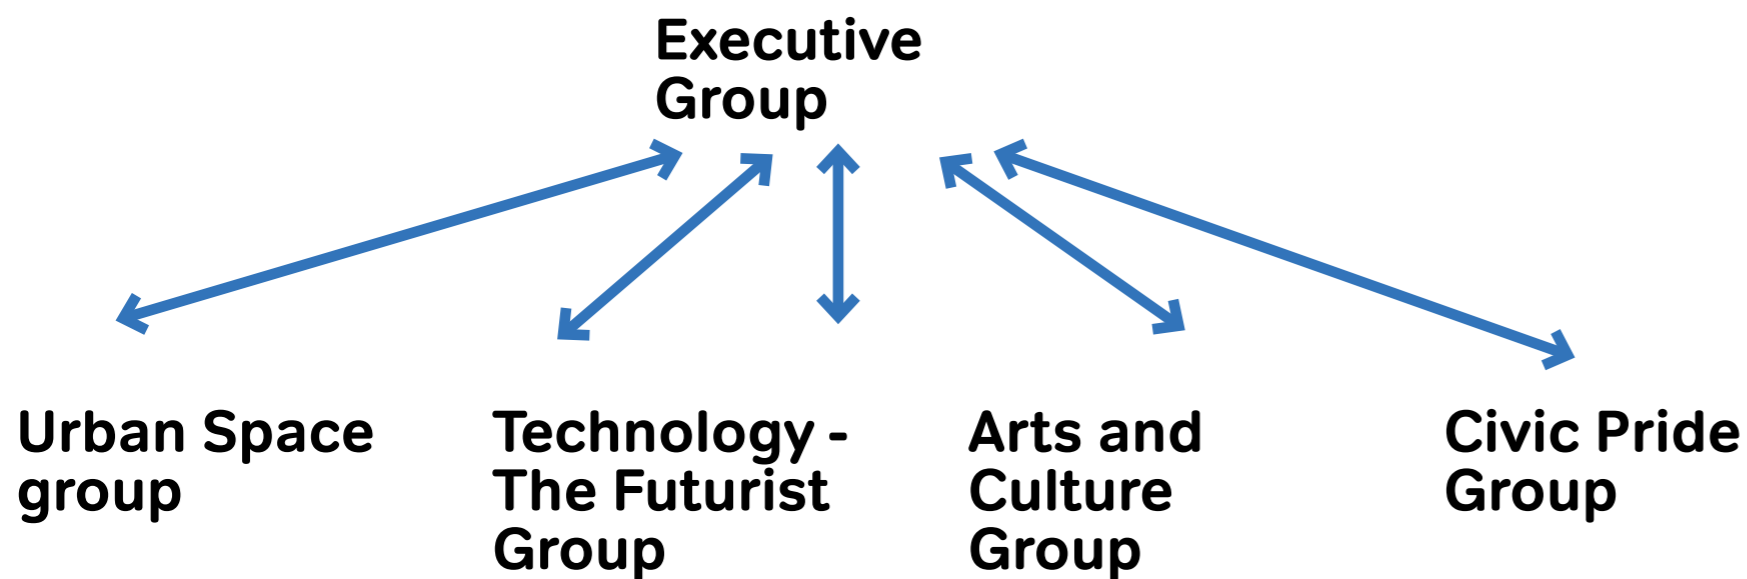 Executive
Group
Urban Space
group
Technology -
The Futurist
Group
Arts and
Culture
Group
Civic Pride
Group